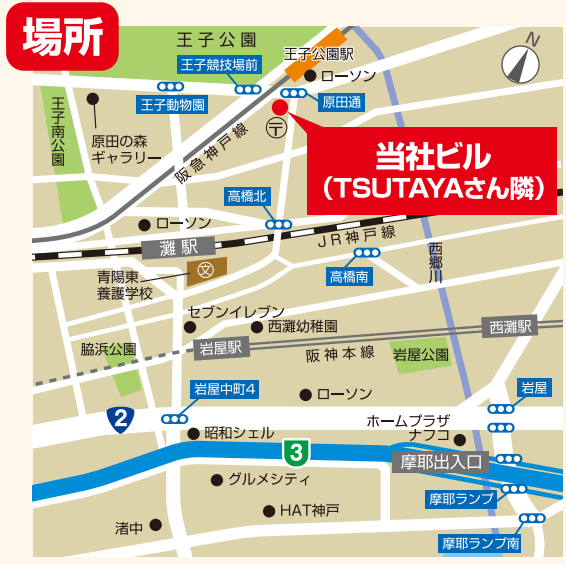 場所
王子公園
王子公園駅
N
王子競技場前
ローソン
王子動物園
原田通
王子南公園
原田の森
ギャラリー
阪急神戸線
〒
当社ビル
(TSUTAYAさん隣)
高橋北
ローソン
灘駅
JR神戸線
西郷川
文
高橋南
青陽東
養護学校
セブンイレブン
西灘幼稚園
西灘駅
脇浜公園
岩屋駅
阪神本線
岩屋公園
岩屋中町4
ローソン
岩屋
2
昭和シェル
ホームプラザ
ナフコ
3
摩耶出入口
グルメシティ
摩耶ランプ
HAT神戸
渚中
摩耶ランプ南